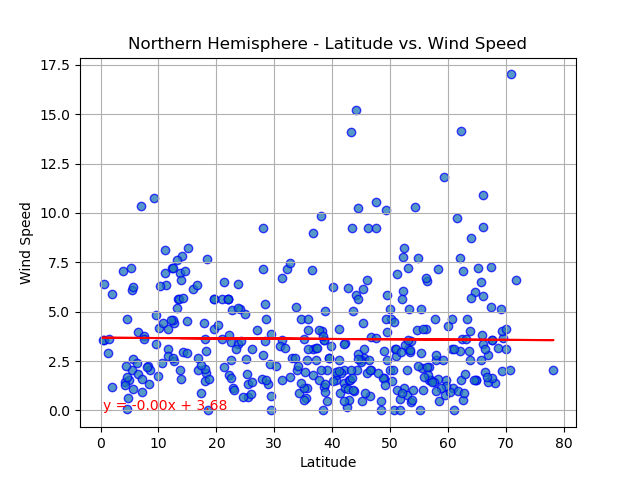 Northern Hemisphere - Latitude vs. Wind Speed
17.5
15.0
12.5
10.0
7.5
5.0
2.5
0.0
Wind Speed
y = -0.00x + 3.68
0 10 20 30 40 50 60 70 80
Latitude